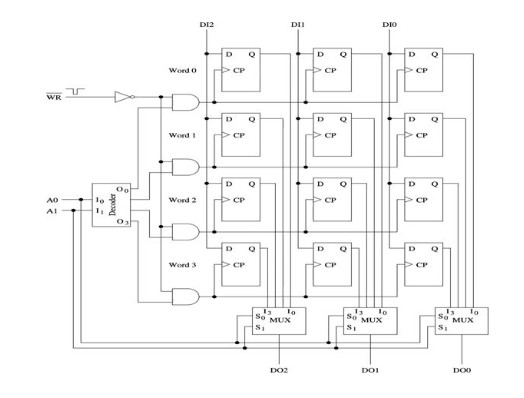 DI2 DI1 DI0
D Q D Q D Q
Word 0 CP CP CP
WR
D Q D Q D Q
Word 1 CP CP CP
O0
D Q D Q D Q
A0 I0 Decoder Word 2 CP CP CP
A1 I1
O3
D Q D Q D Q
Word 3 CP CP CP
S0 I3 I0 S0 I3 I0 S0 I3 I0
MUX MUX MUX
S1 S1 S1
DO2 DO1 DO0